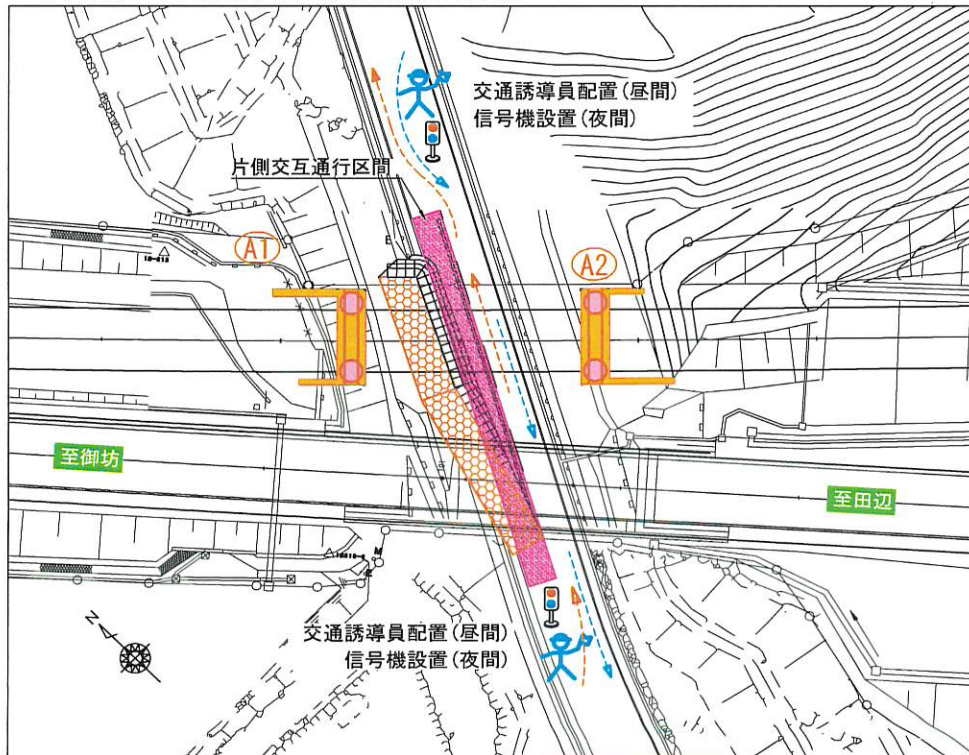 交通誘導員配置(昼間)
信号機設置(夜間)
片側交互通行区間
A1
A2
至御坊
至田辺
交通誘導員配置(昼間)
信号機設置(夜間)
N